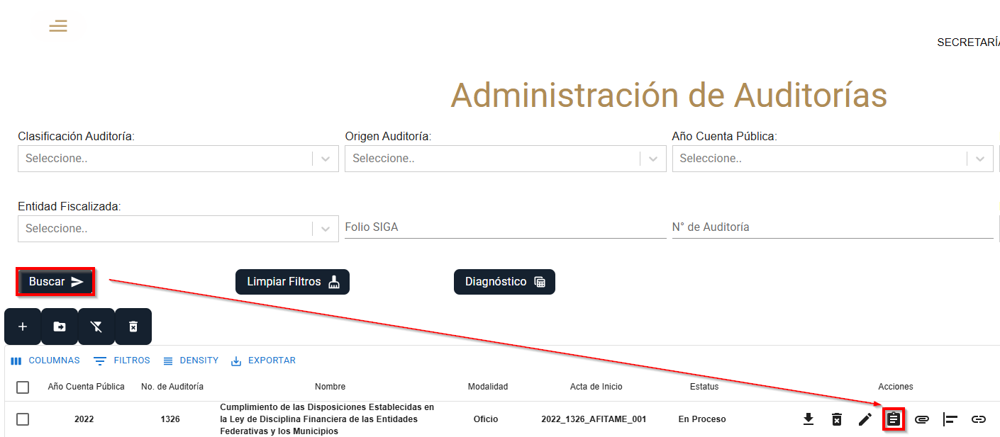 SECRETARÍA
Administración de Auditorías
Clasificación Auditoría:
Origen Auditoría:
Año Cuenta Pública:
Seleccione..
Seleccione..
Seleccione..
Entidad Fiscalizada:
Seleccione..
Folio SIGA
N° de Auditoría
Buscar
Limpiar Filtros
Diagnóstico
COLUMNAS
FILTROS
DENSITY
EXPORTAR
Año Cuenta Pública
No. de Auditoría
Nombre
Modalidad
Acta de Inicio
Estatus
Acciones
2022
1326
Cumplimiento de las Disposiciones Establecidas en
la Ley de Disciplina Financiera de las Entidades
Federativas y los Municipios
Oficio
2022_1326_AFITAME_001
En Proceso